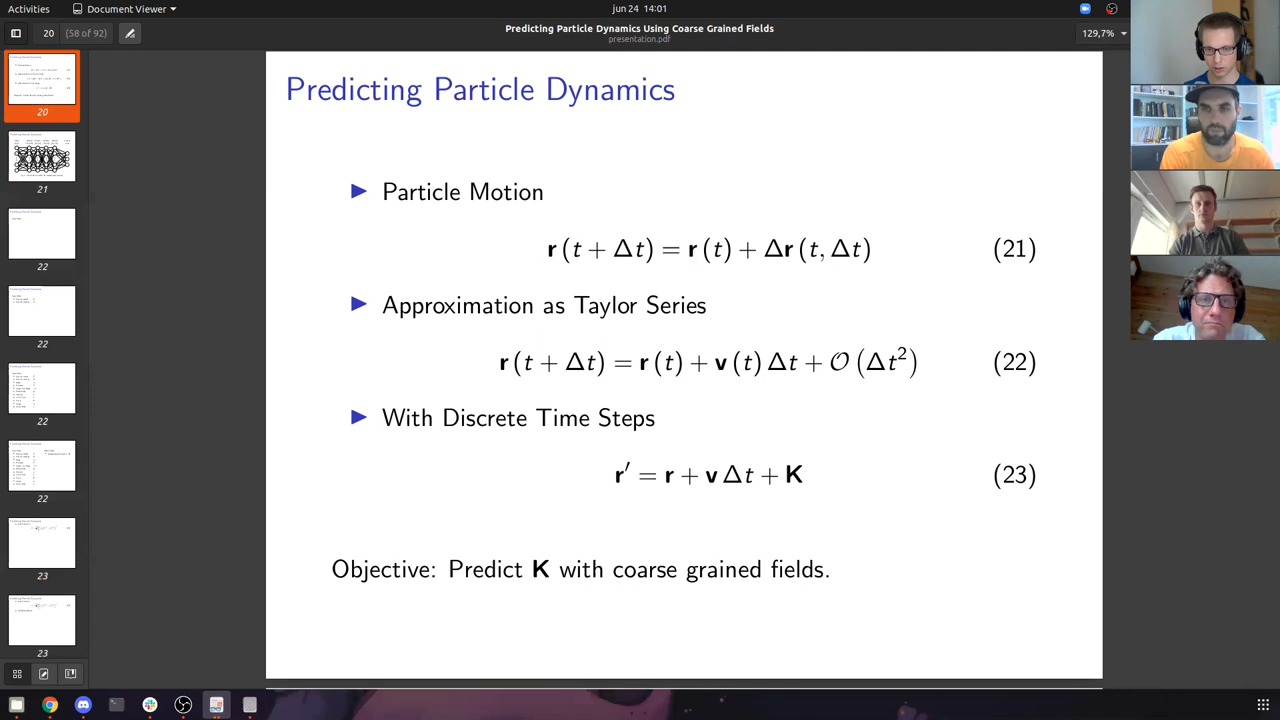 Activities
Document Viewer
jun 24 14:01
20
(58 of 92)
Predicting Particle Dynamics Using Coarse Grained Fields
presentation.pdf
129,7%
20
21
22
22
22
22
23
23
Predicting Particle Dynamics
▶ Particle Motion
r (t + Δt) = r (t) + Δr (t, Δt) (21)
▶ Approximation as Taylor Series
r (t + Δt) = r (t) + v (t) Δt + 𝒪 (Δt²) (22)
▶ With Discrete Time Steps
r′ = r + v Δt + K (23)
Objective: Predict K with coarse grained fields.